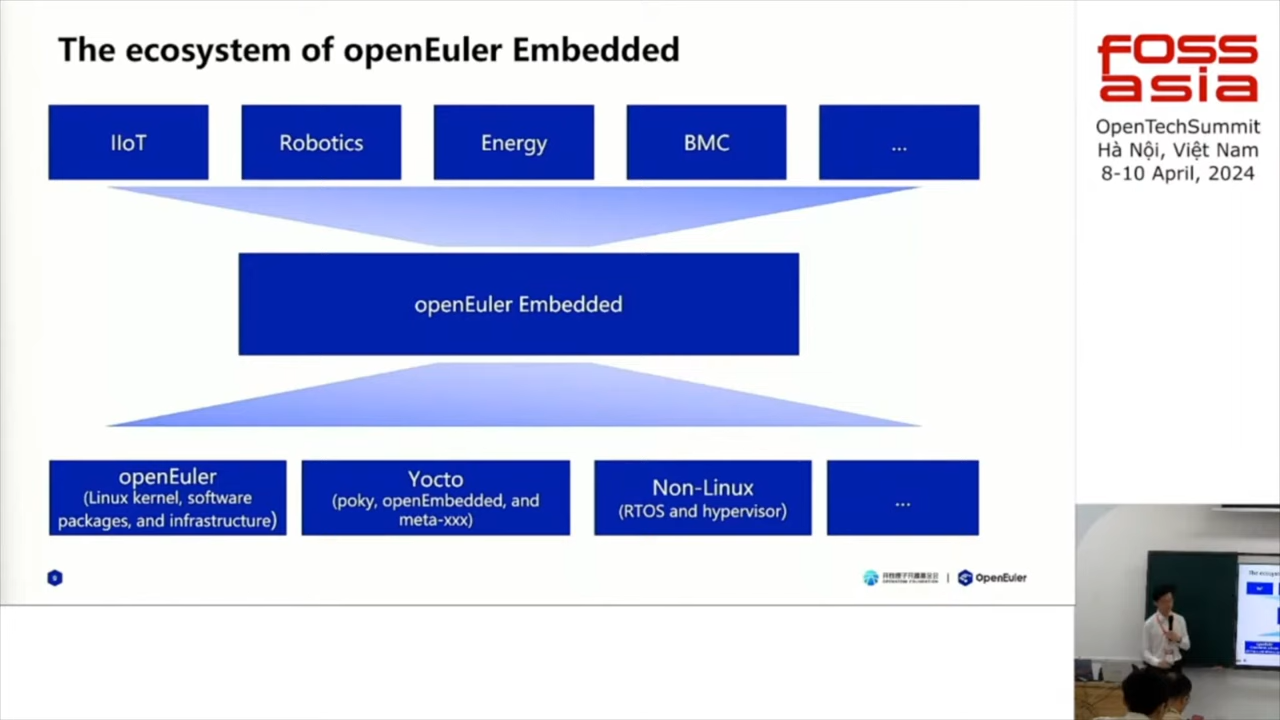 The ecosystem of openEuler Embedded
IIoT
Robotics
Energy
BMC
...
openEuler Embedded
openEuler
(Linux kernel, software
packages, and infrastructure)
Yocto
(poky, openEmbedded, and
meta-xxx)
Non-Linux
(RTOS and hypervisor)
...
OpenEuler
FOSS
asia
OpenTechSummit
Hà Nội, Việt Nam
8-10 April, 2024